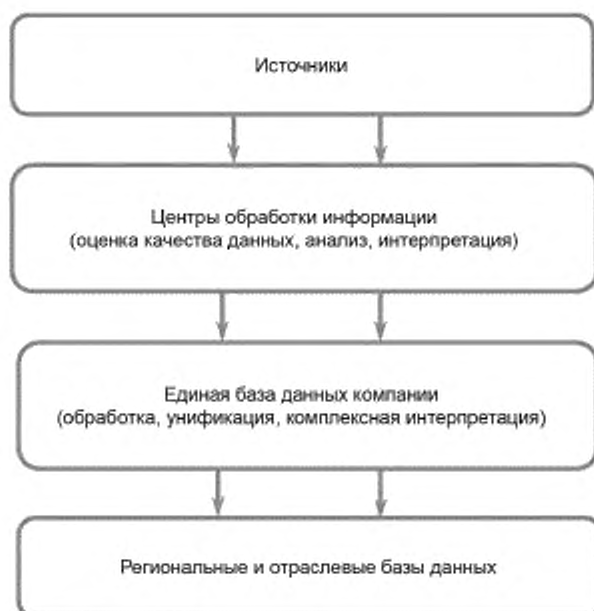 Источники
Центры обработки информации
(оценка качества данных, анализ, интерпретация)
Единая база данных компании
(обработка, унификация, комплексная интерпретация)
Региональные и отраслевые базы данных